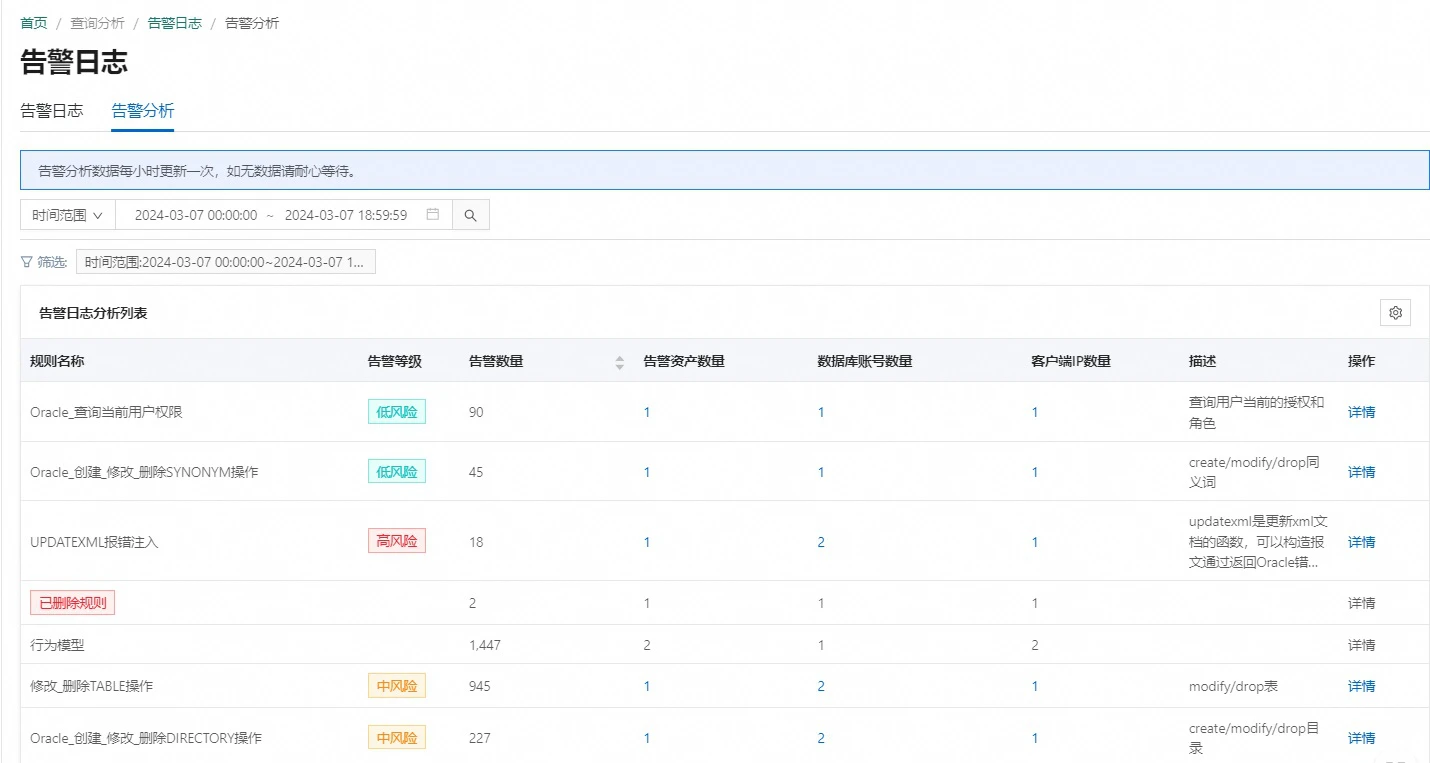 首页 / 查询分析 / 告警日志 / 告警分析
告警日志
告警日志 告警分析
告警分析数据每小时更新一次，如无数据请耐心等待。
时间范围 2024-03-07 00:00:00 ~ 2024-03-07 18:59:59
筛选: 时间范围:2024-03-07 00:00:00~2024-03-07 1...
告警日志分析列表
规则名称 告警等级 告警数量 告警资产数量 数据库账号数量 客户端IP数量 描述 操作
Oracle_查询当前用户权限 低风险 90 1 1 1 查询用户当前的授权和 详情
角色
Oracle_创建_修改_删除SYNONYM操作 低风险 45 1 1 1 create/modify/drop同 详情
义词
updatexml是更新xml文
UPDATEXML报错注入 高风险 18 1 2 1 档的函数，可以构造报 详情
文通过返回Oracle错...
已删除规则 2 1 1 1 详情
行为模型 1,447 2 1 2 详情
修改_删除TABLE操作 中风险 945 1 2 1 modify/drop表 详情
Oracle_创建_修改_删除DIRECTORY操作 中风险 227 1 2 1 create/modify/drop目 详情
录